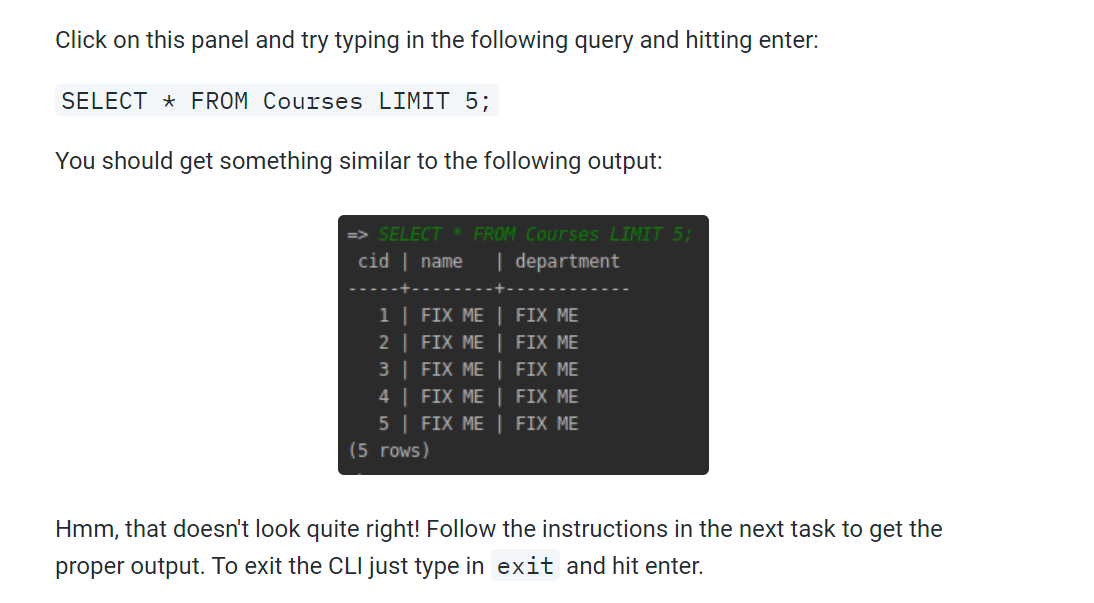 Click on this panel and try typing in the following query and hitting enter:
SELECT * FROM Courses LIMIT 5;
You should get something similar to the following output:
=> SELECT * FROM Courses LIMIT 5;
 cid | name   | department
-----+--------+------------
   1 | FIX ME | FIX ME
   2 | FIX ME | FIX ME
   3 | FIX ME | FIX ME
   4 | FIX ME | FIX ME
   5 | FIX ME | FIX ME
(5 rows)
Hmm, that doesn't look quite right! Follow the instructions in the next task to get the
proper output. To exit the CLI just type in exit and hit enter.